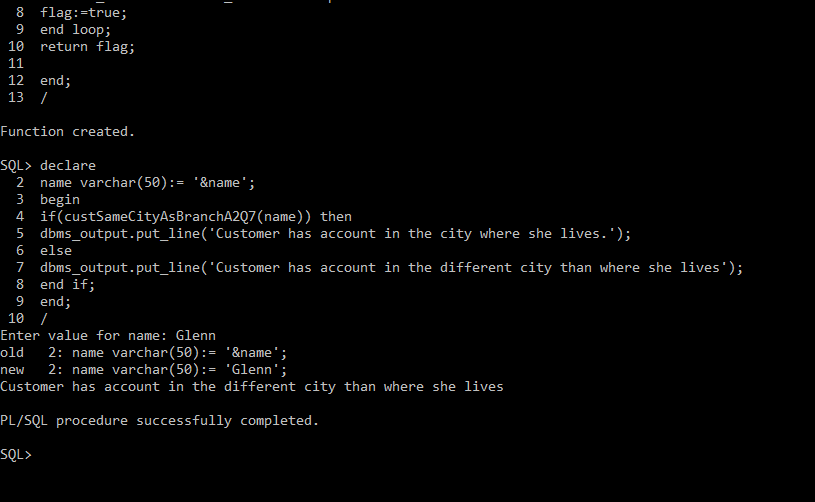 8  flag:=true;
9  end loop;
10  return flag;
11
12  end;
13  /
Function created.
SQL> declare
2  name varchar(50):= '&name';
3  begin
4  if(custSameCityAsBranchA2Q7(name)) then
5  dbms_output.put_line('Customer has account in the city where she lives.');
6  else
7  dbms_output.put_line('Customer has account in the different city than where she lives');
8  end if;
9  end;
10  /
Enter value for name: Glenn
old   2: name varchar(50):= '&name';
new   2: name varchar(50):= 'Glenn';
Customer has account in the different city than where she lives
PL/SQL procedure successfully completed.
SQL>